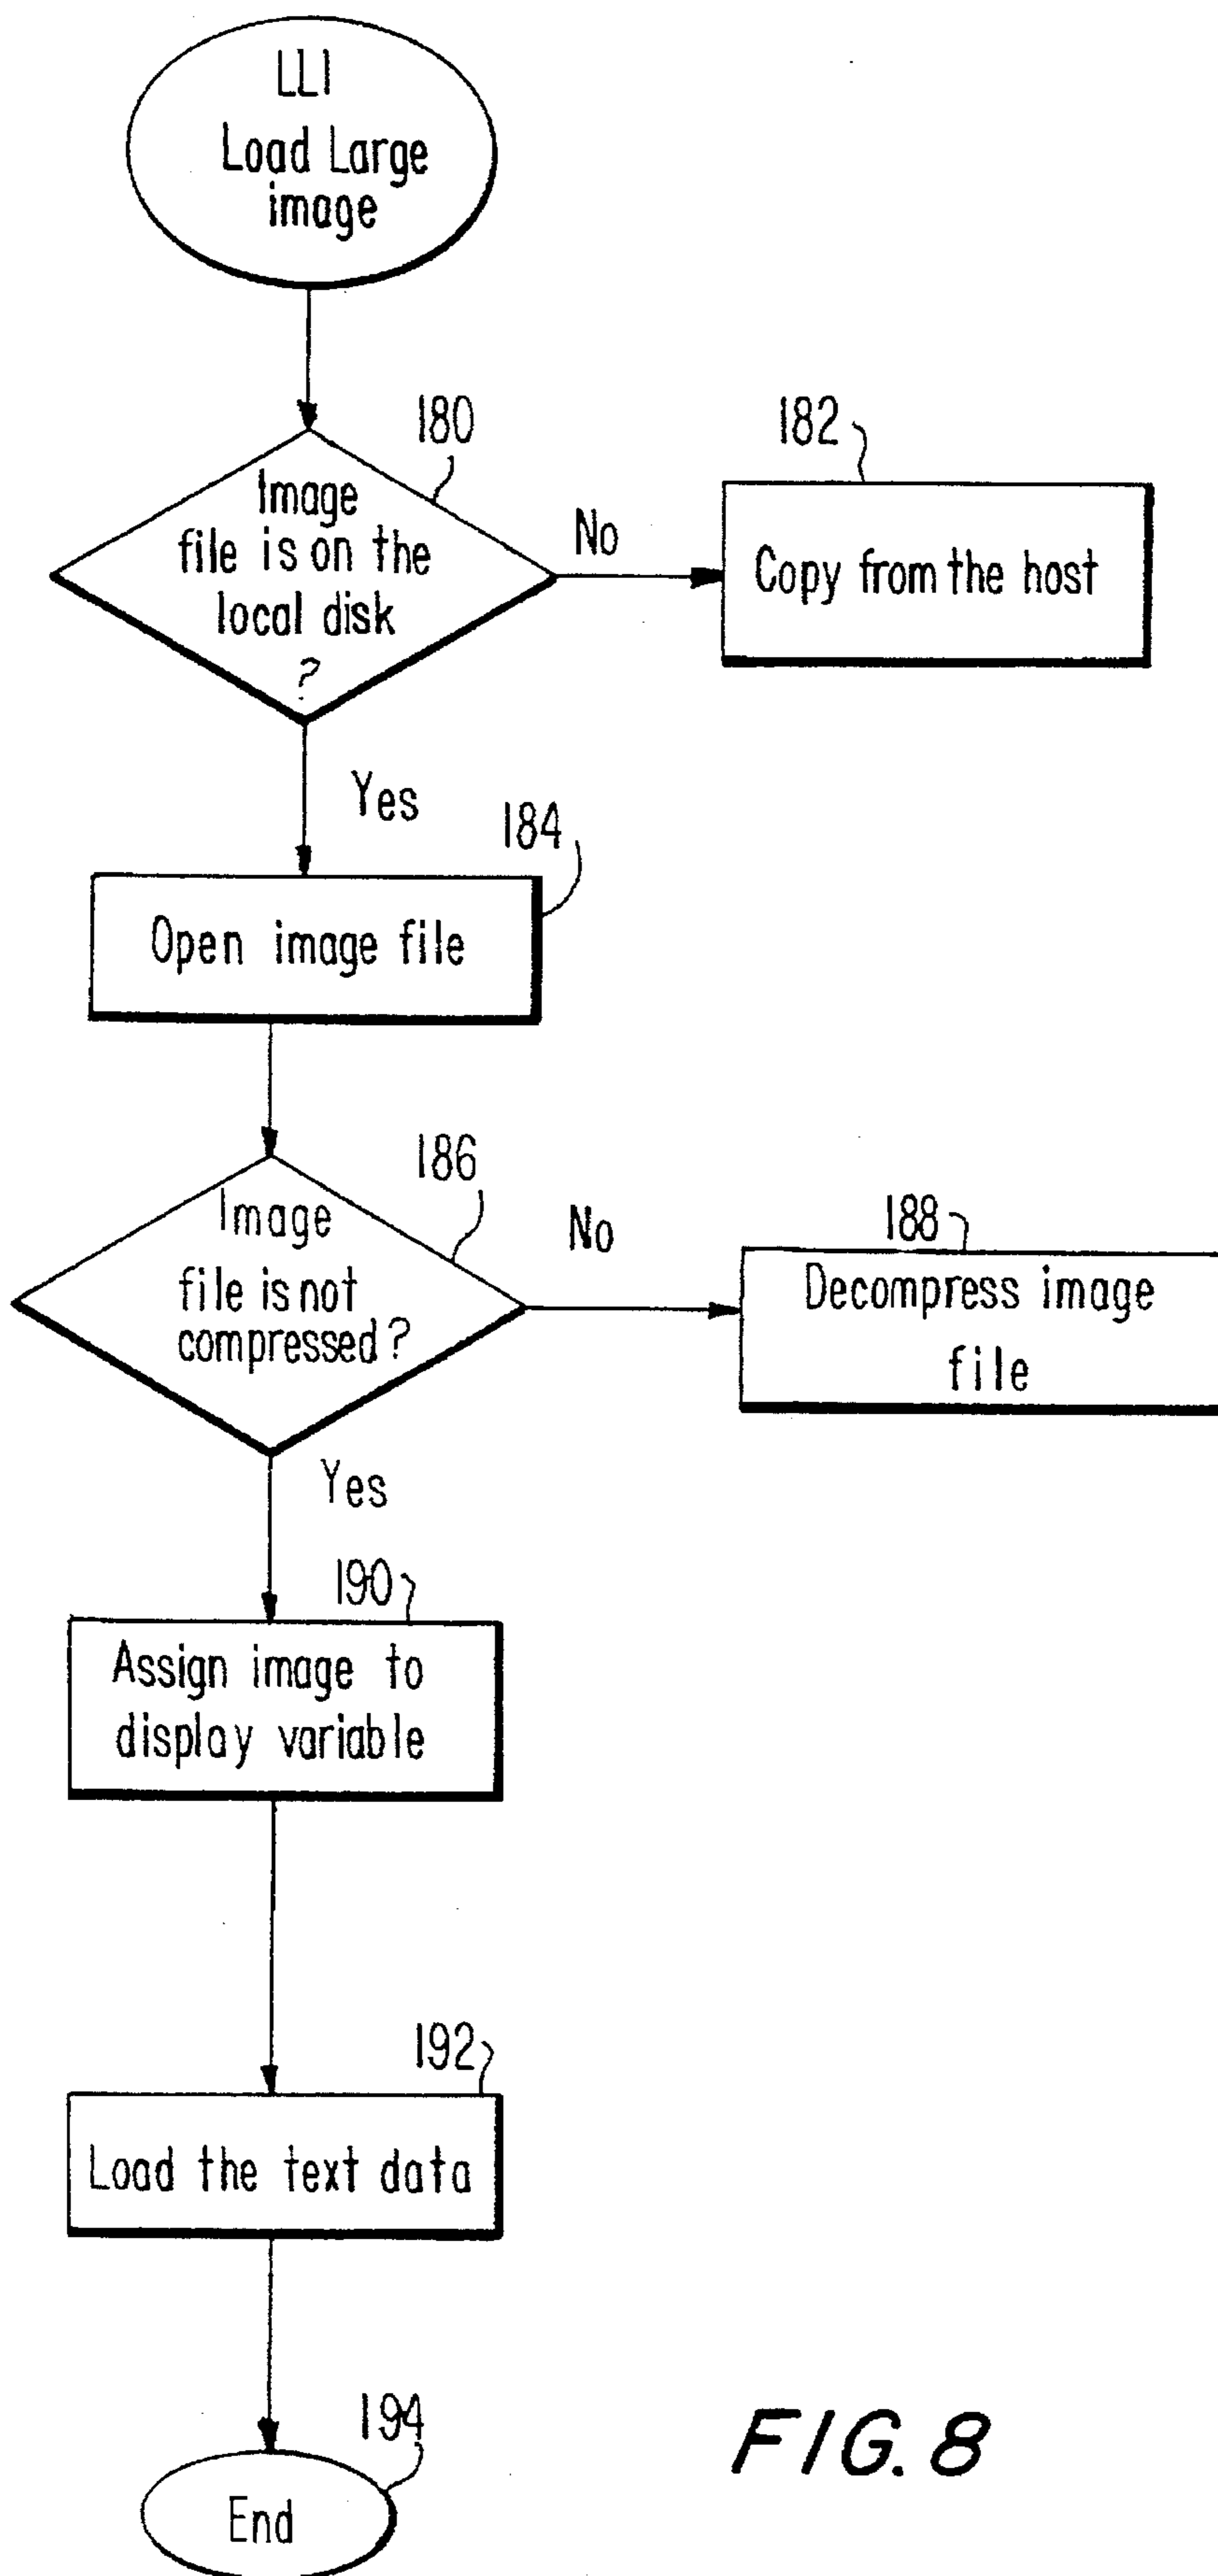 LLI
Load Large
image
180
Image
file is on the
local disk
?
No
182
Copy from the host
Yes
184
Open image file
186
Image
file is not
compressed?
No
188
Decompress image
file
Yes
190
Assign image to
display variable
192
Load the text data
194
End
FIG. 8